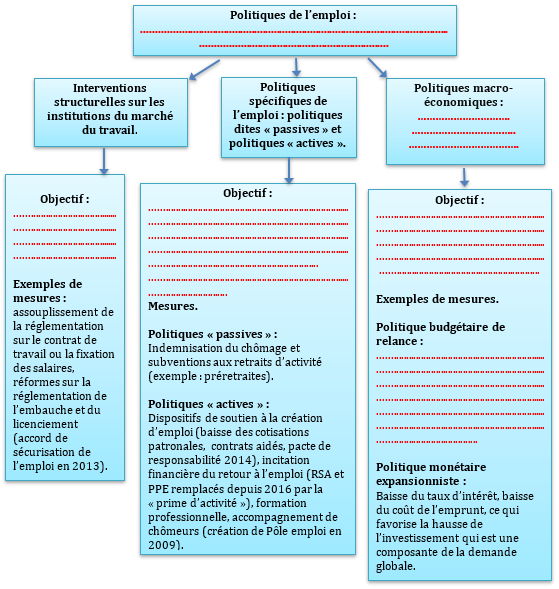 Politiques de l'emploi :
Interventions
structurelles sur les
institutions du marché
du travail.
Politiques
spécifiques de
l'emploi : politiques
dites « passives » et
politiques « actives ».
Politiques macro-
économiques :
Objectif :
Exemples de
mesures :
assouplissement de
la réglementation
sur le contrat de
travail ou la fixation
des salaires,
réformes sur la
réglementation de
l'embauche et du
licenciement
(accord de
sécurisation de
l'emploi en 2013).
Objectif :
Mesures.
Politiques « passives » :
Indemnisation du chômage et
subventions aux retraits d'activité
(exemple : préretraites).
Politiques « actives » :
Dispositifs de soutien à la création
d'emploi (baisse des cotisations
patronales, contrats aidés, pacte de
responsabilité 2014), incitation
financière du retour à l'emploi (RSA et
PPE remplacés depuis 2016 par la
« prime d'activité »), formation
professionnelle, accompagnement de
chômeurs (création de Pôle emploi en
2009).
Objectif :
Exemples de mesures.
Politique budgétaire de
relance :
Politique monétaire
expansionniste :
Baisse du taux d'intérêt, baisse
du coût de l'emprunt, ce qui
favorise la hausse de
l'investissement qui est une
composante de la demande
globale.